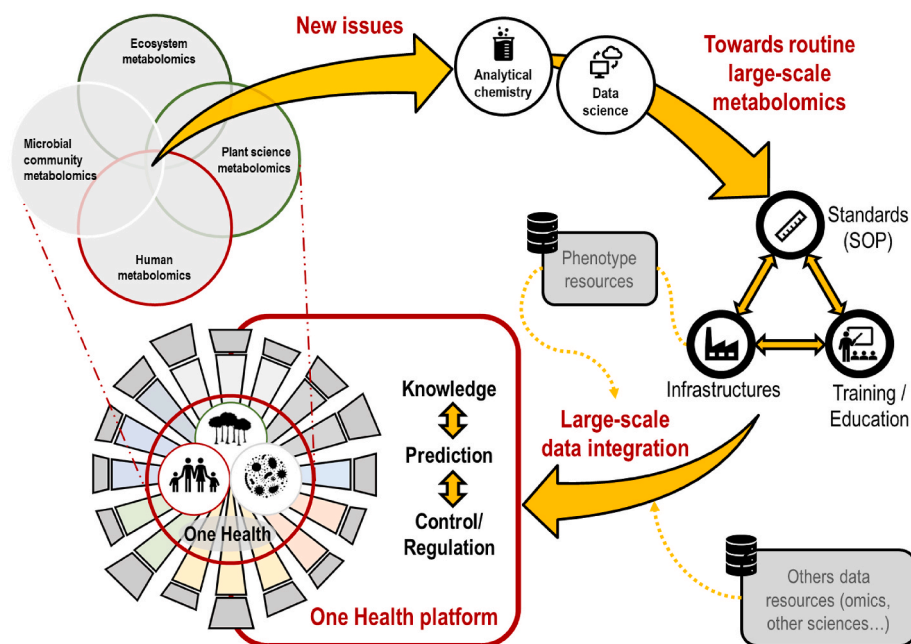 Ecosystem
metabolomics
Microbial
community
metabolomics
Plant science
metabolomics
Human
metabolomics
New issues
Analytical
chemistry
Data
science
Towards routine
large-scale
metabolomics
Standards
(SOP)
Phenotype
resources
Infrastructures
Training /
Education
Large-scale
data integration
Knowledge
Prediction
Control/
Regulation
One Health
One Health platform
Others data
resources (omics,
other sciences...)